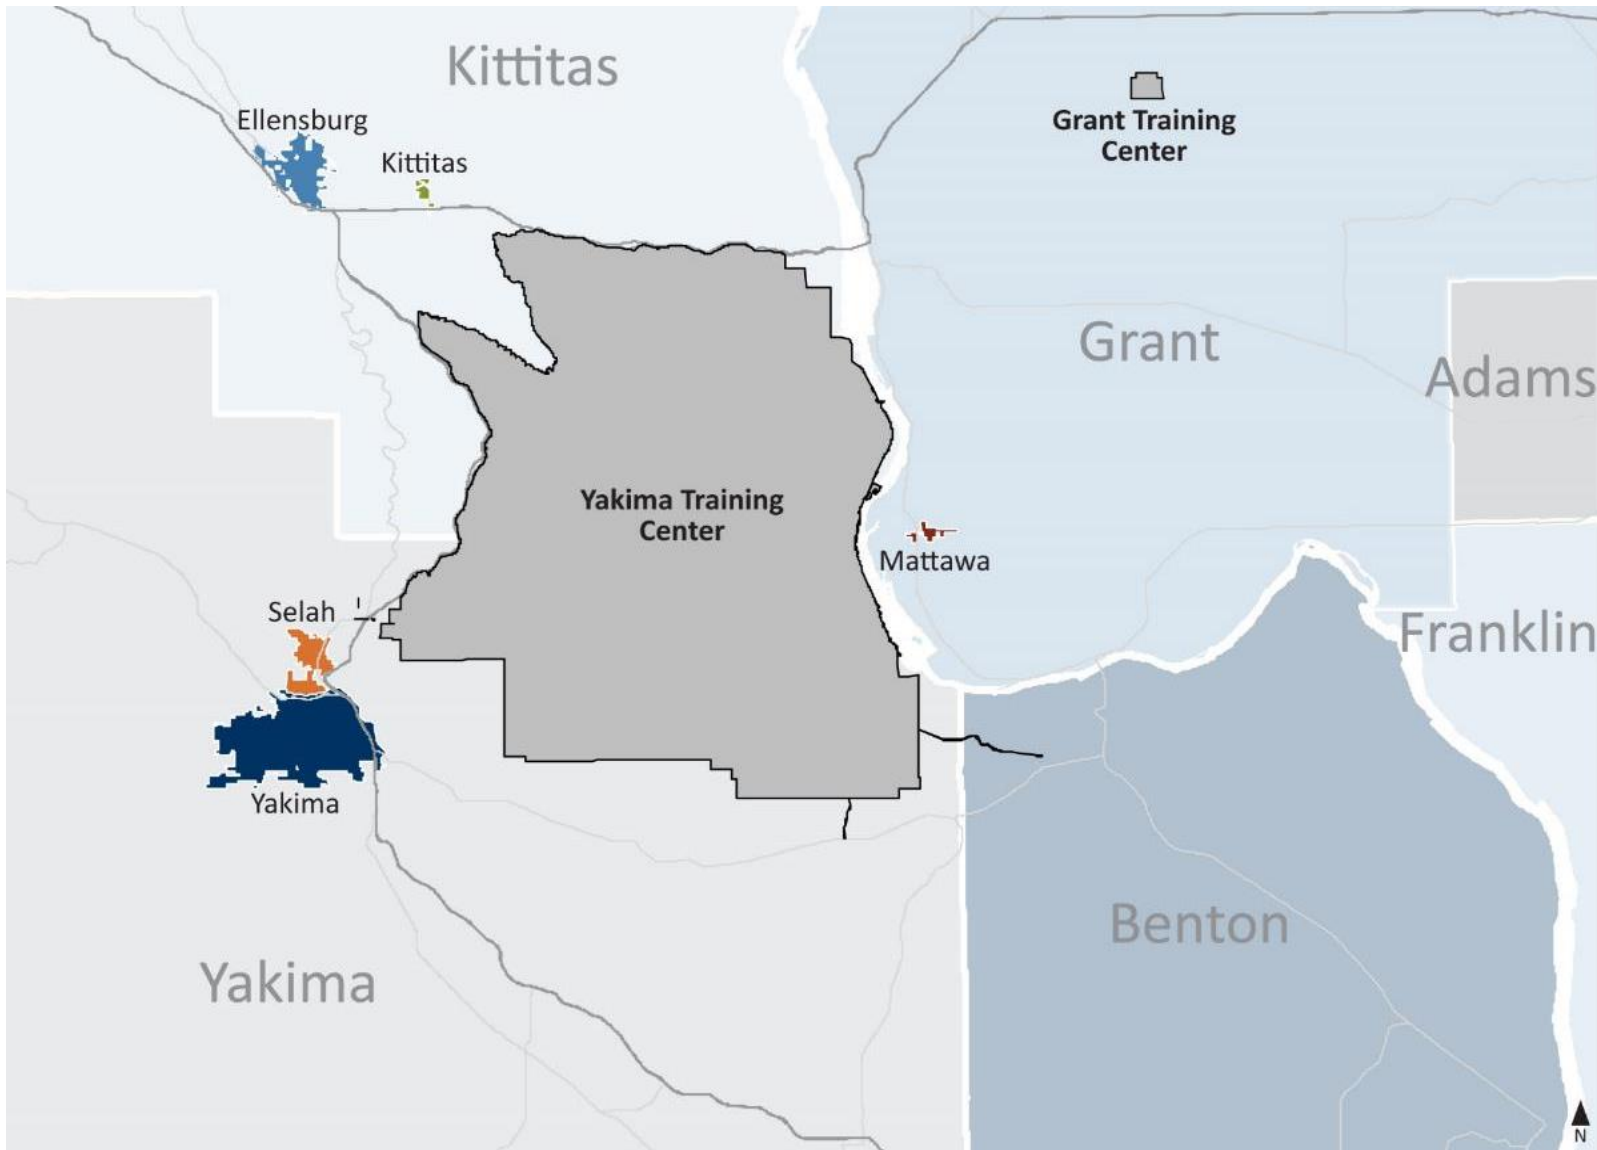 Kittitas
Ellensburg
Kittitas
Grant Training
Center
Grant
Adams
Yakima Training
Center
Mattawa
Selah
Franklin
Yakima
Benton
Yakima
N